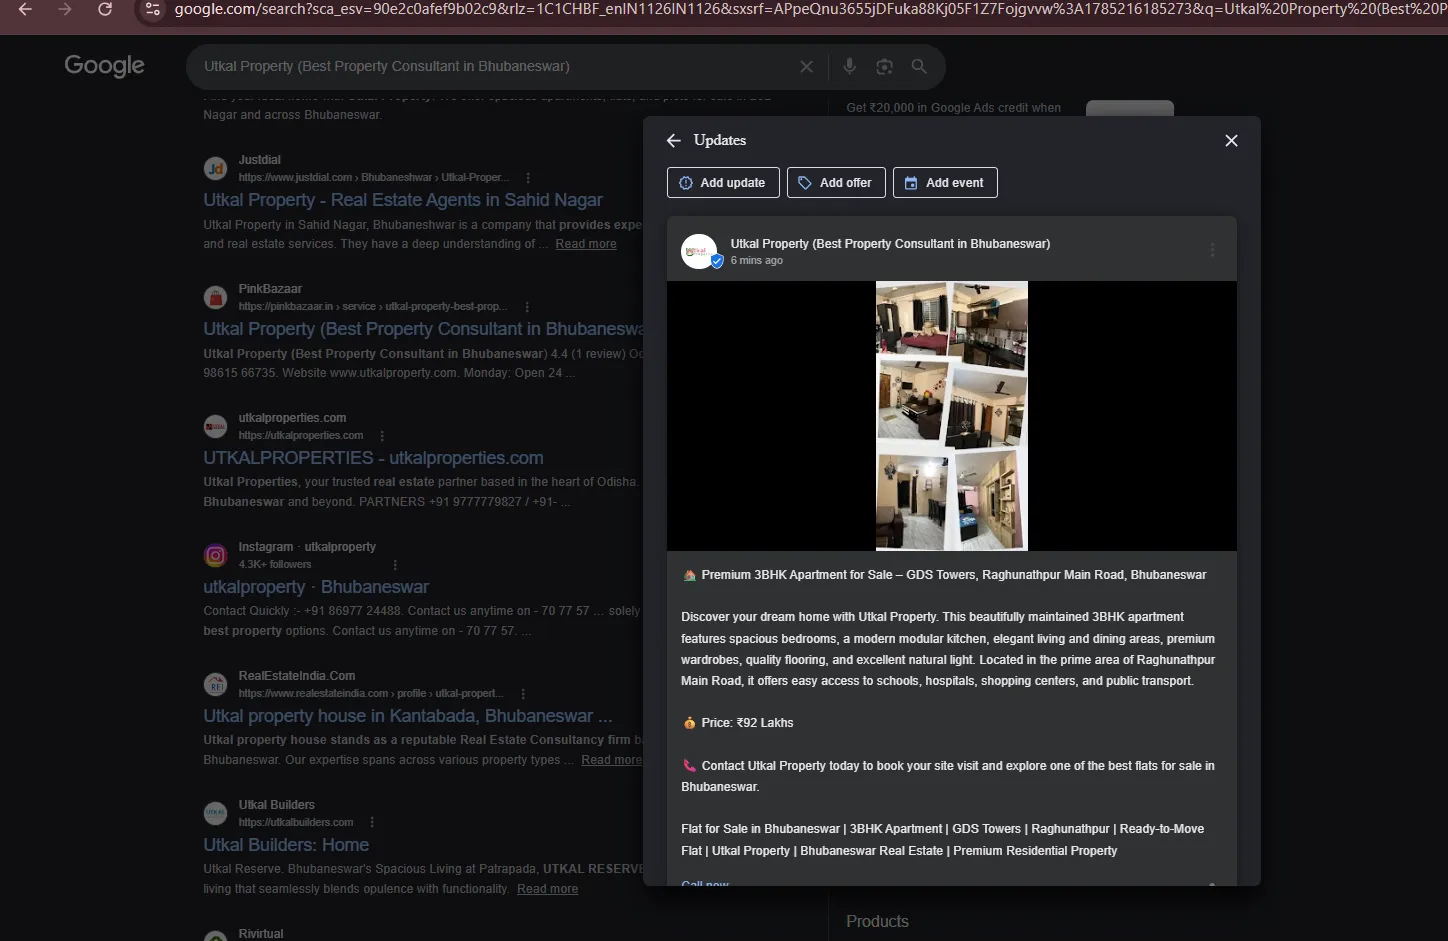 google.com/search?sca_esv=90e2c0afef9b02c9&rlz=1C1CHBF_enIN1126IN1126&sxsrf=APpeQnu3655jDFuka88Kj05F1Z7Fojgvvw%3A1785216185273&q=Utkal%20Property%20(Best%20P
Google
Utkal Property (Best Property Consultant in Bhubaneswar)
Nagar and across Bhubaneswar.
Justdial
https://www.justdial.com › Bhubaneshwar › Utkal-Proper...
Utkal Property - Real Estate Agents in Sahid Nagar
Utkal Property in Sahid Nagar, Bhubaneshwar is a company that provides expe
and real estate services. They have a deep understanding of ... Read more
PinkBazaar
https://pinkbazaar.in › service › utkal-property-best-prop...
Utkal Property (Best Property Consultant in Bhubaneswa
Utkal Property (Best Property Consultant in Bhubaneswar) 4.4 (1 review)
98615 66735. Website www.utkalproperty.com. Monday: Open 24 ...
utkalproperties.com
https://utkalproperties.com
UTKALPROPERTIES - utkalproperties.com
Utkal Properties, your trusted real estate partner based in the heart of Odisha.
Bhubaneswar and beyond. PARTNERS +91 9777779827 / +91- ...
Instagram · utkalproperty
4.3K+ followers
utkalproperty · Bhubaneswar
Contact Quickly :- +91 86977 24488. Contact us anytime on - 70 77 57 ... solely
best property options. Contact us anytime on - 70 77 57. ...
RealEstateIndia.Com
https://www.realestateindia.com › profile › utkal-propert...
Utkal property house in Kantabada, Bhubaneswar ...
Utkal property house stands as a reputable Real Estate Consultancy firm b
Bhubaneswar. Our expertise spans across various property types ... Read more
Utkal Builders
https://utkalbuilders.com
Utkal Builders: Home
Utkal Reserve. Bhubaneswar's Spacious Living at Patrapada, UTKAL RESERVE
living that seamlessly blends opulence with functionality. Read more
Rivirtual
Get ₹20,000 in Google Ads credit when
Updates
Add update
Add offer
Add event
Utkal Property (Best Property Consultant in Bhubaneswar)
6 mins ago
Premium 3BHK Apartment for Sale – GDS Towers, Raghunathpur Main Road, Bhubaneswar
Discover your dream home with Utkal Property. This beautifully maintained 3BHK apartment
features spacious bedrooms, a modern modular kitchen, elegant living and dining areas, premium
wardrobes, quality flooring, and excellent natural light. Located in the prime area of Raghunathpur
Main Road, it offers easy access to schools, hospitals, shopping centers, and public transport.
💰 Price: ₹92 Lakhs
📞 Contact Utkal Property today to book your site visit and explore one of the best flats for sale in
Bhubaneswar.
Flat for Sale in Bhubaneswar | 3BHK Apartment | GDS Towers | Raghunathpur | Ready-to-Move
Flat | Utkal Property | Bhubaneswar Real Estate | Premium Residential Property
Call now
Products